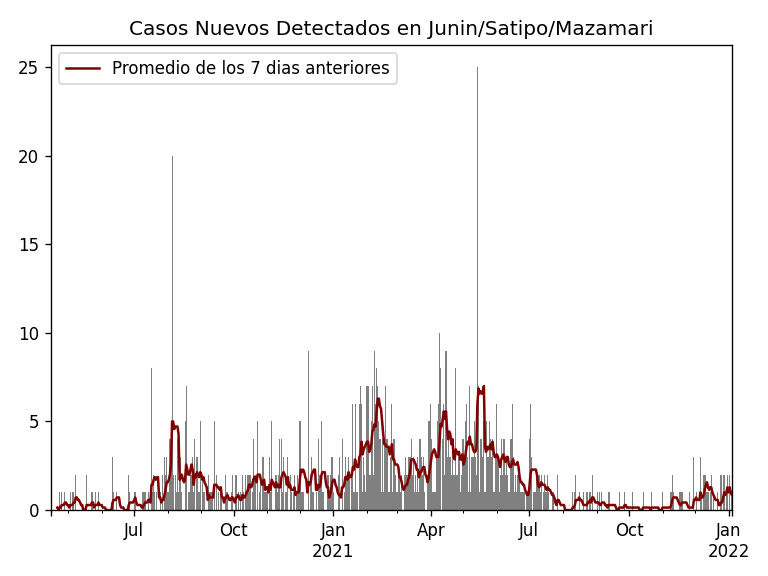 Casos Nuevos Detectados en Junin/Satipo/Mazamari
Promedio de los 7 dias anteriores
25
20
15
10
5
0
Jul Oct Jan Apr Jul Oct Jan
2021 2022